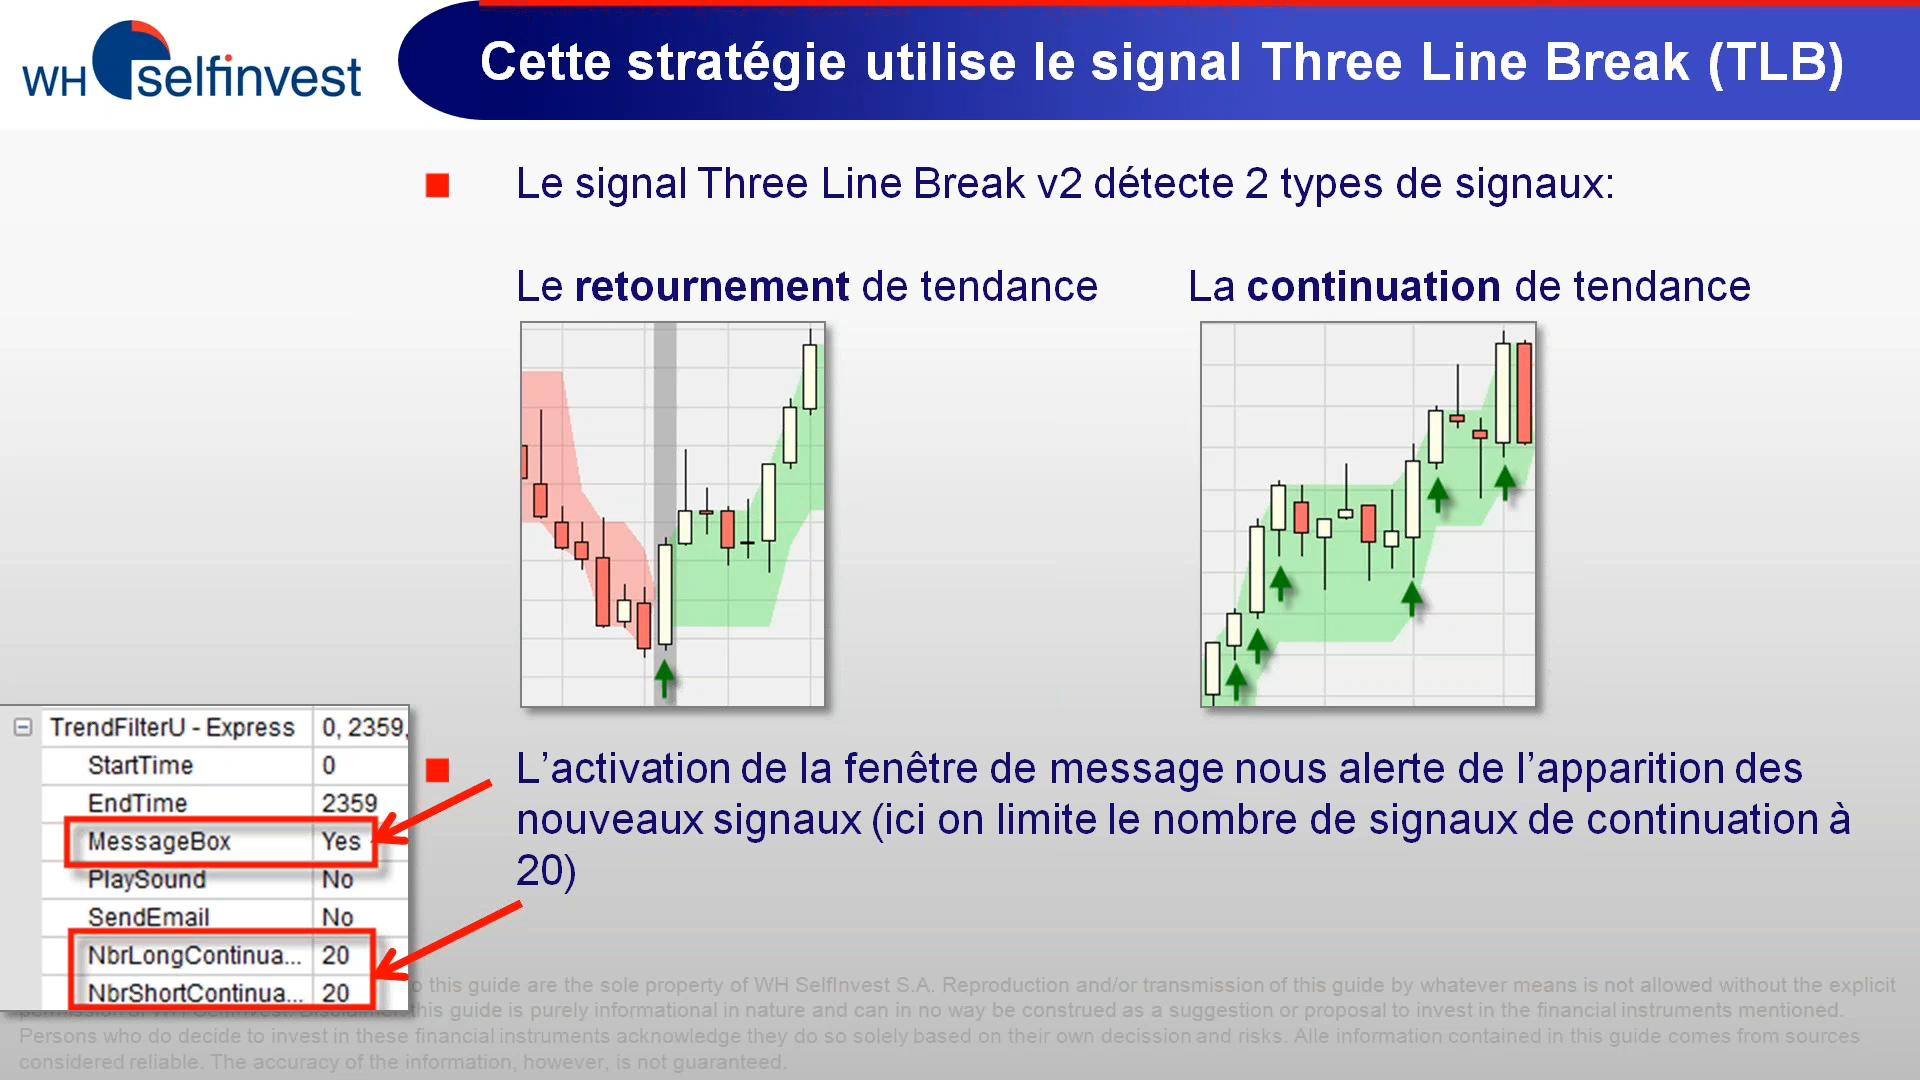 WH selfinvest
Cette stratégie utilise le signal Three Line Break (TLB)
Le signal Three Line Break v2 détecte 2 types de signaux:
Le retournement de tendance
La continuation de tendance
L’activation de la fenêtre de message nous alerte de l’apparition des
nouveaux signaux (ici on limite le nombre de signaux de continuation à
20)
TrendFilterU - Express 0, 2359,
StartTime 0
EndTime 2359
MessageBox Yes
PlaySound No
SendEmail No
NbrLongContinua... 20
NbrShortContinua... 20
this guide are the sole property of WH SelfInvest S.A. Reproduction and/or transmission of this guide by whatever means is not allowed without the explicit
this guide is purely informational in nature and can in no way be construed as a suggestion or proposal to invest in the financial instruments mentioned.
Persons who do decide to invest in these financial instruments acknowledge they do so solely based on their own decission and risks. Alle information contained in this guide comes from sources
considered reliable. The accuracy of the information, however, is not guaranteed.